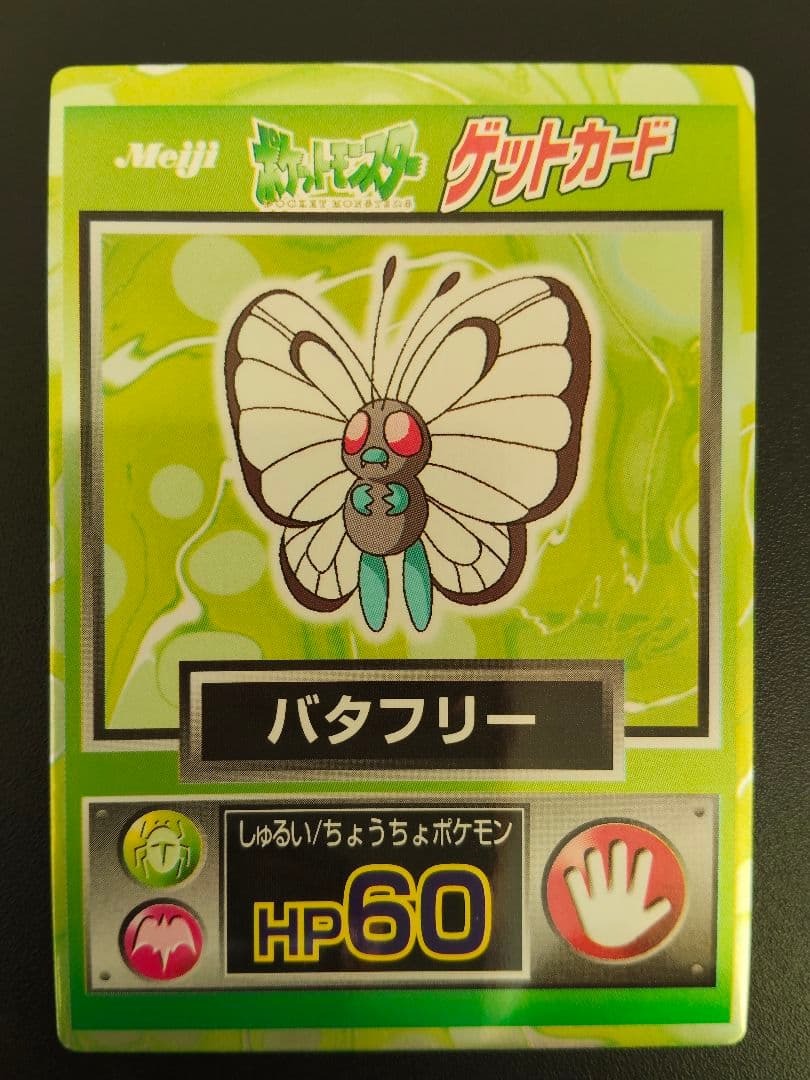 Meiji
ポケットモンスター
POCKET MONSTERS
ゲットカード
バタフリー
しゅるい/ちょうちょポケモン
HP60